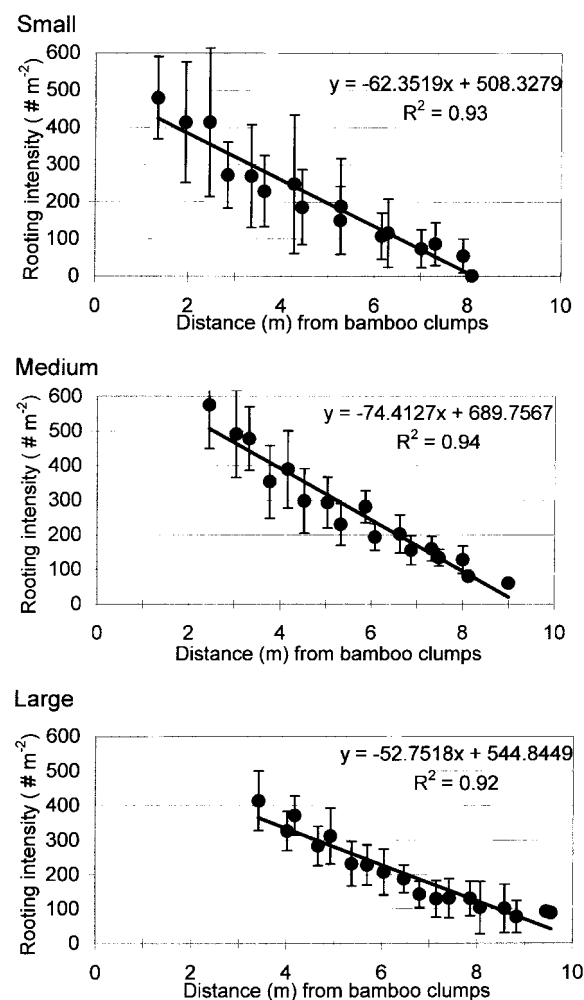 Small
Rooting intensity ( # m⁻²)
600
500
400
300
200
100
0
y = -62.3519x + 508.3279
R² = 0.93
0 2 4 6 8 10
Distance (m) from bamboo clumps
Medium
Rooting intensity ( # m⁻²)
600
500
400
300
200
100
0
y = -74.4127x + 689.7567
R² = 0.94
0 2 4 6 8 10
Distance (m) from bamboo clumps
Large
Rooting intensity ( # m⁻²)
600
500
400
300
200
100
0
y = -52.7518x + 544.8449
R² = 0.92
0 2 4 6 8 10
Distance (m) from bamboo clumps